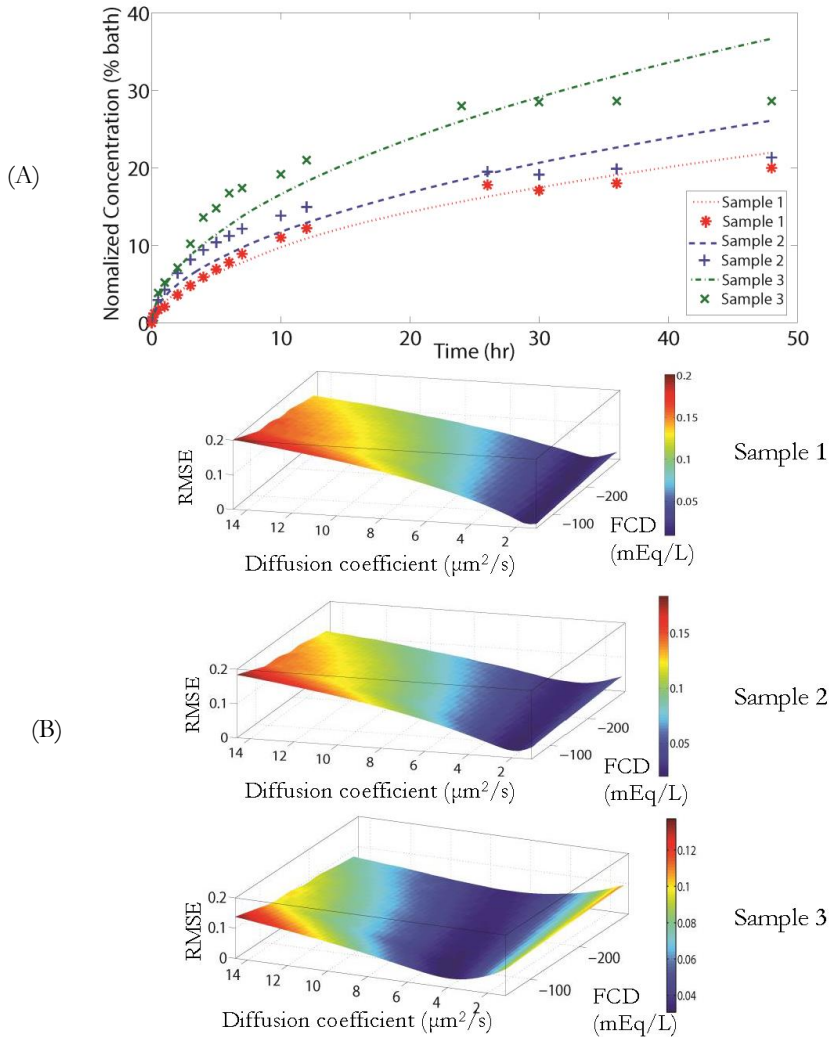 (A)
Nomalized Concentration (% bath)
40
30
20
10
0
0
10
20
30
40
50
Time (hr)
Sample 1
Sample 1
Sample 2
Sample 2
Sample 3
Sample 3
(B)
RMSE
0.2
0.1
0
14
12
10
8
6
4
2
Diffusion coefficient (µm²/s)
−200
−100
FCD
(mEq/L)
0.2
0.15
0.1
0.05
Sample 1
RMSE
0.2
0.1
0
14
12
10
8
6
4
2
Diffusion coefficient (µm²/s)
−200
−100
FCD
(mEq/L)
0.15
0.1
0.05
Sample 2
RMSE
0.2
0.1
0
14
12
10
8
6
4
2
Diffusion coefficient (µm²/s)
−200
−100
FCD
(mEq/L)
0.12
0.1
0.08
0.06
0.04
Sample 3